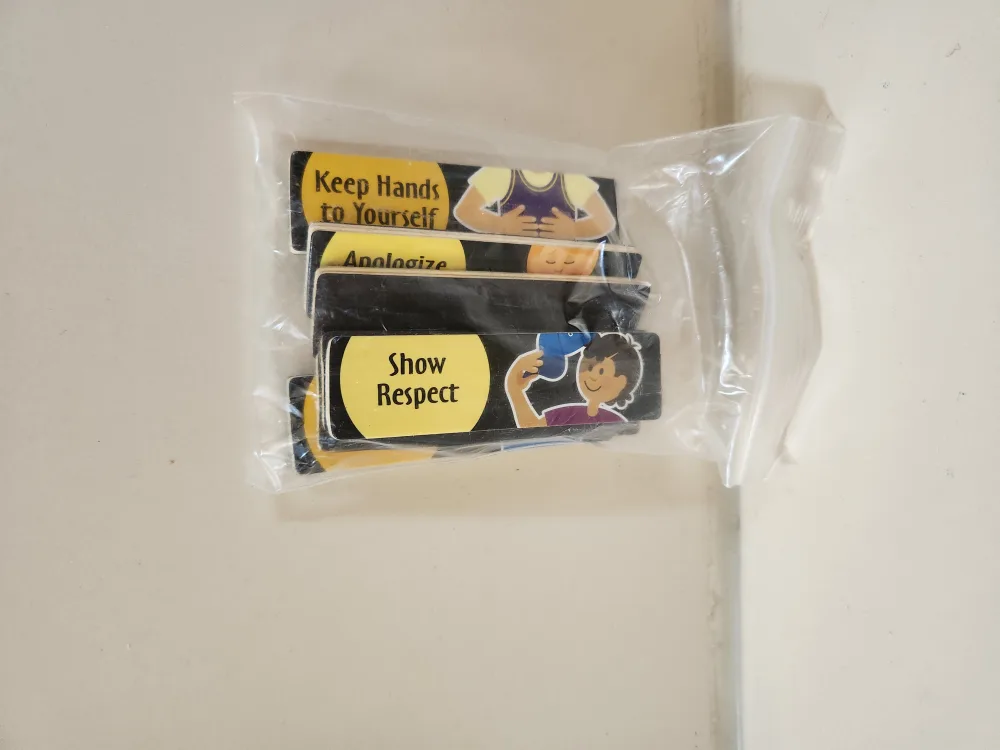 Keep Hands
to Yourself
Apologize
Show
Respect